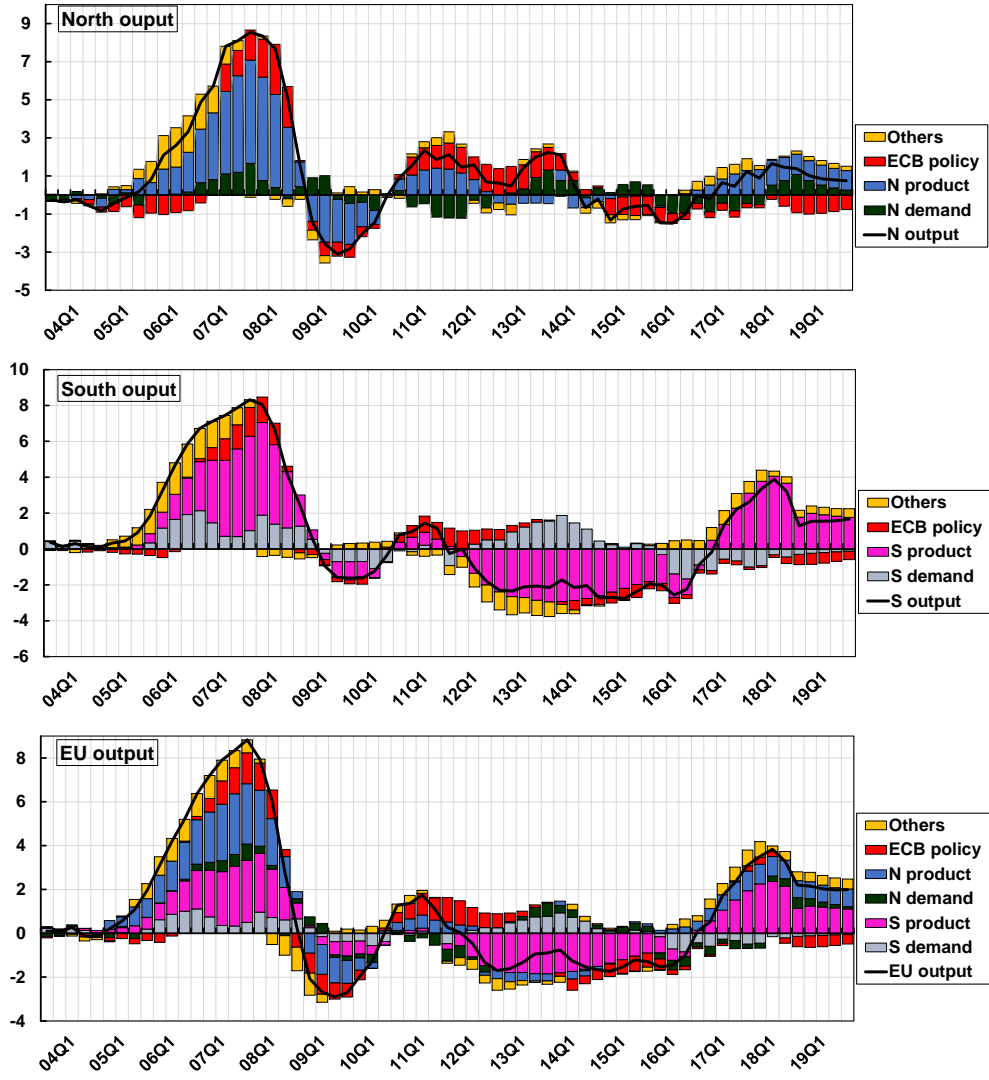 North ouput
9
7
5
3
1
-1
-3
-5
04Q1 05Q1 06Q1 07Q1 08Q1 09Q1 10Q1 11Q1 12Q1 13Q1 14Q1 15Q1 16Q1 17Q1 18Q1 19Q1
Others
ECB policy
N product
N demand
N output
South ouput
10
8
6
4
2
0
-2
-4
-6
04Q1 05Q1 06Q1 07Q1 08Q1 09Q1 10Q1 11Q1 12Q1 13Q1 14Q1 15Q1 16Q1 17Q1 18Q1 19Q1
Others
ECB policy
S product
S demand
S output
EU output
8
6
4
2
0
-2
-4
04Q1 05Q1 06Q1 07Q1 08Q1 09Q1 10Q1 11Q1 12Q1 13Q1 14Q1 15Q1 16Q1 17Q1 18Q1 19Q1
Others
ECB policy
N product
N demand
S product
S demand
EU output